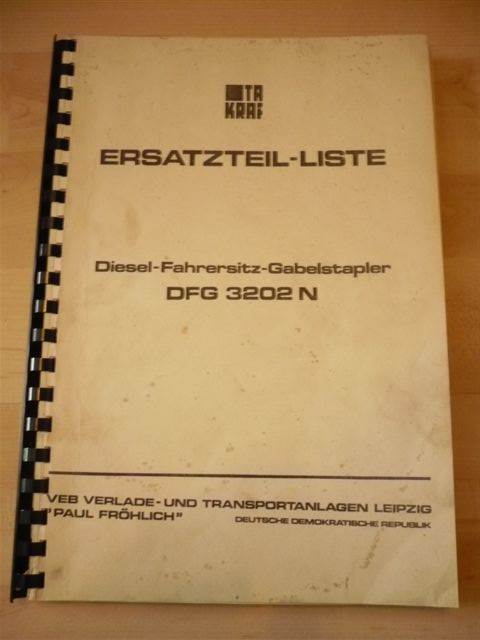 TA
KRAF
ERSATZTEIL-LISTE
Diesel-Fahrersitz-Gabelstapler
DFG 3202 N
VEB VERLADE- UND TRANSPORTANLAGEN LEIPZIG
"PAUL FRÖHLICH"
DEUTSCHE DEMOKRATISCHE REPUBLIK